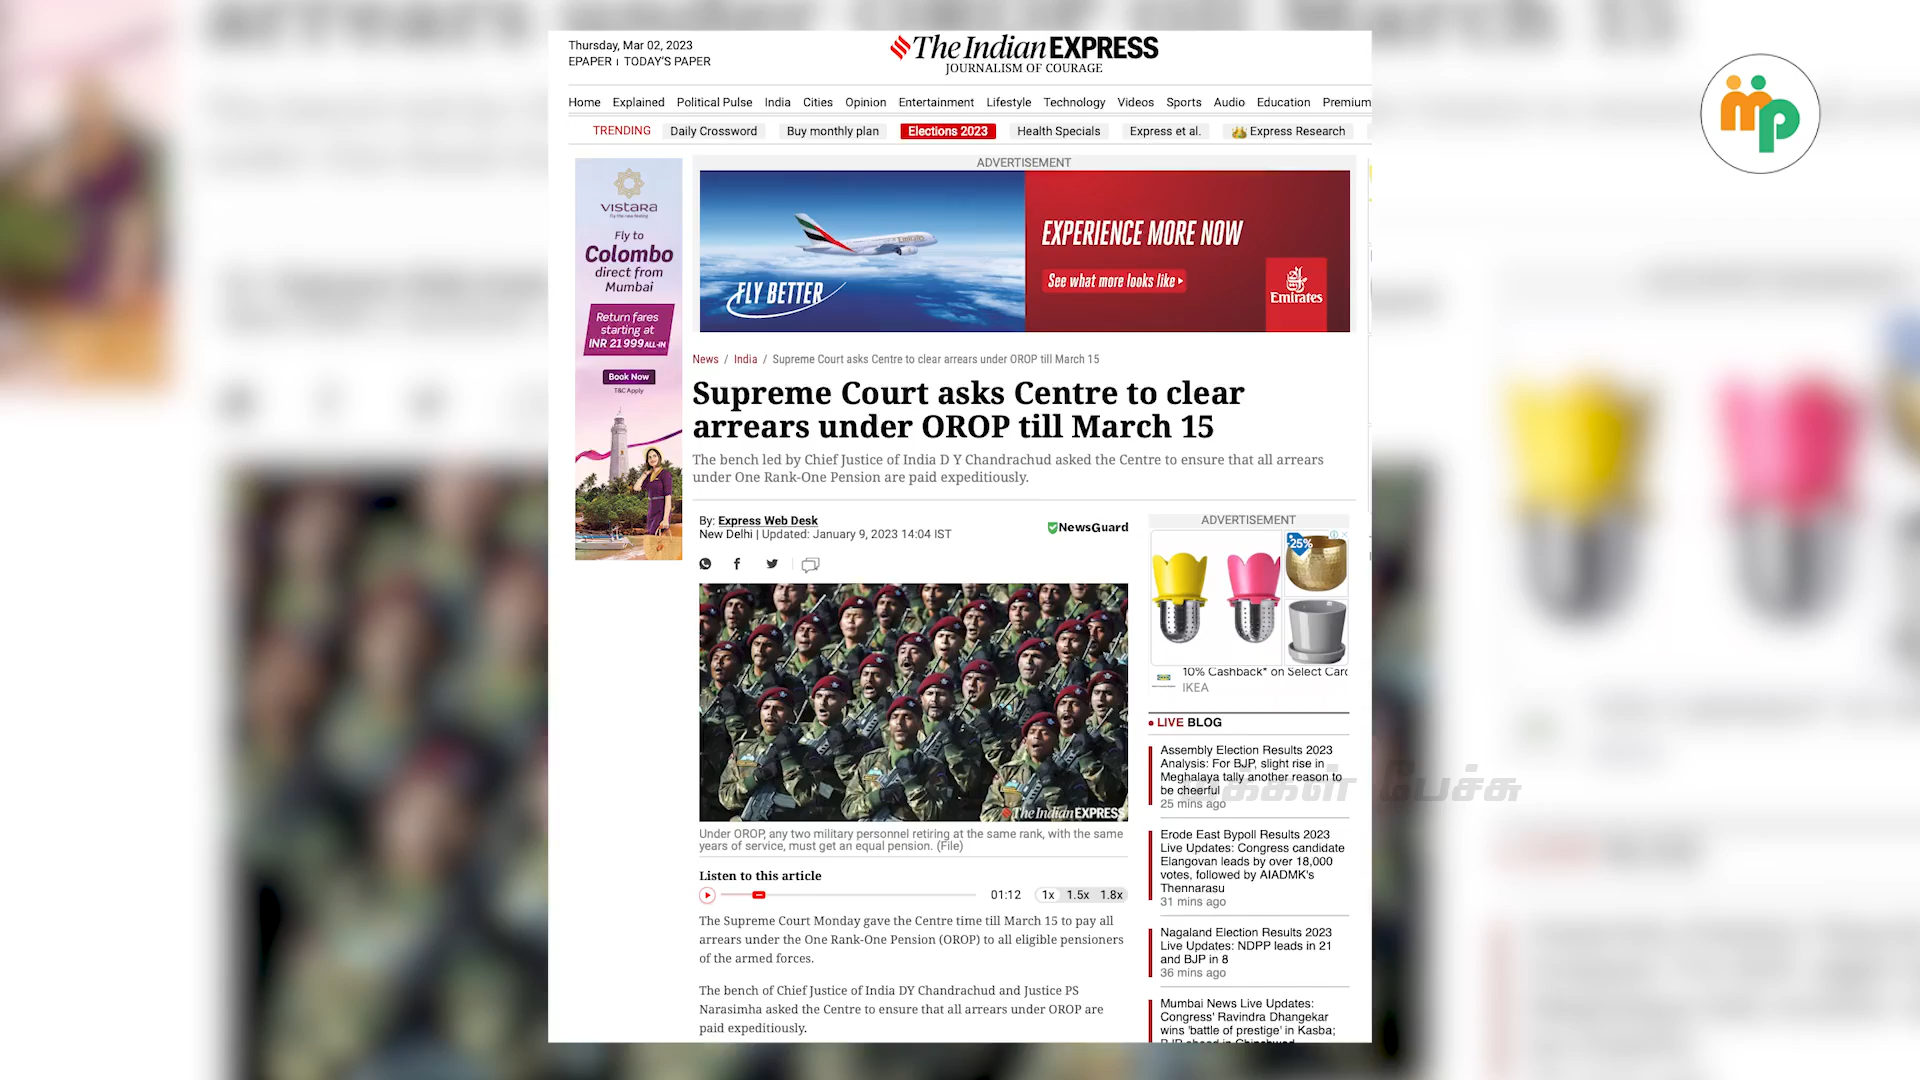 Thursday, Mar 02, 2023
EPAPER | TODAY'S PAPER
The Indian EXPRESS
JOURNALISM OF COURAGE
Home Explained Political Pulse India Cities Opinion Entertainment Lifestyle Technology Videos Sports Audio Education Premium
TRENDING Daily Crossword Buy monthly plan Elections 2023 Health Specials Express et al. Express Research
mp
VISTARA
Fly the new feeling
Fly to
Colombo
direct from
Mumbai
Return fares
starting at
INR 21999 ALL-IN
Book Now
T&C Apply
ADVERTISEMENT
Emirates
FLY BETTER
EXPERIENCE MORE NOW
See what more looks like
Emirates
News / India / Supreme Court asks Centre to clear arrears under OROP till March 15
Supreme Court asks Centre to clear
arrears under OROP till March 15
The bench led by Chief Justice of India D Y Chandrachud asked the Centre to ensure that all arrears
under One Rank-One Pension are paid expeditiously.
By: Express Web Desk
New Delhi | Updated: January 9, 2023 14:04 IST
NewsGuard
The Indian EXPRESS
Under OROP, any two military personnel retiring at the same rank, with the same
years of service, must get an equal pension. (File)
Listen to this article
01:12 1x 1.5x 1.8x
The Supreme Court Monday gave the Centre time till March 15 to pay all
arrears under the One Rank-One Pension (OROP) to all eligible pensioners
of the armed forces.
The bench of Chief Justice of India DY Chandrachud and Justice PS
Narasimha asked the Centre to ensure that all arrears under OROP are
paid expeditiously.
ADVERTISEMENT
-25%
10% Cashback* on Select Card
IKEA
LIVE BLOG
Assembly Election Results 2023
Analysis: For BJP, slight rise in
Meghalaya tally another reason to
be cheerful
25 mins ago
பேச்சு
Erode East Bypoll Results 2023
Live Updates: Congress candidate
Elangovan leads by over 18,000
votes, followed by AIADMK's
Thennarasu
31 mins ago
Nagaland Election Results 2023
Live Updates: NDPP leads in 21
and BJP in 8
36 mins ago
Mumbai News Live Updates:
Congress' Ravindra Dhangekar
wins 'battle of prestige' in Kasba;